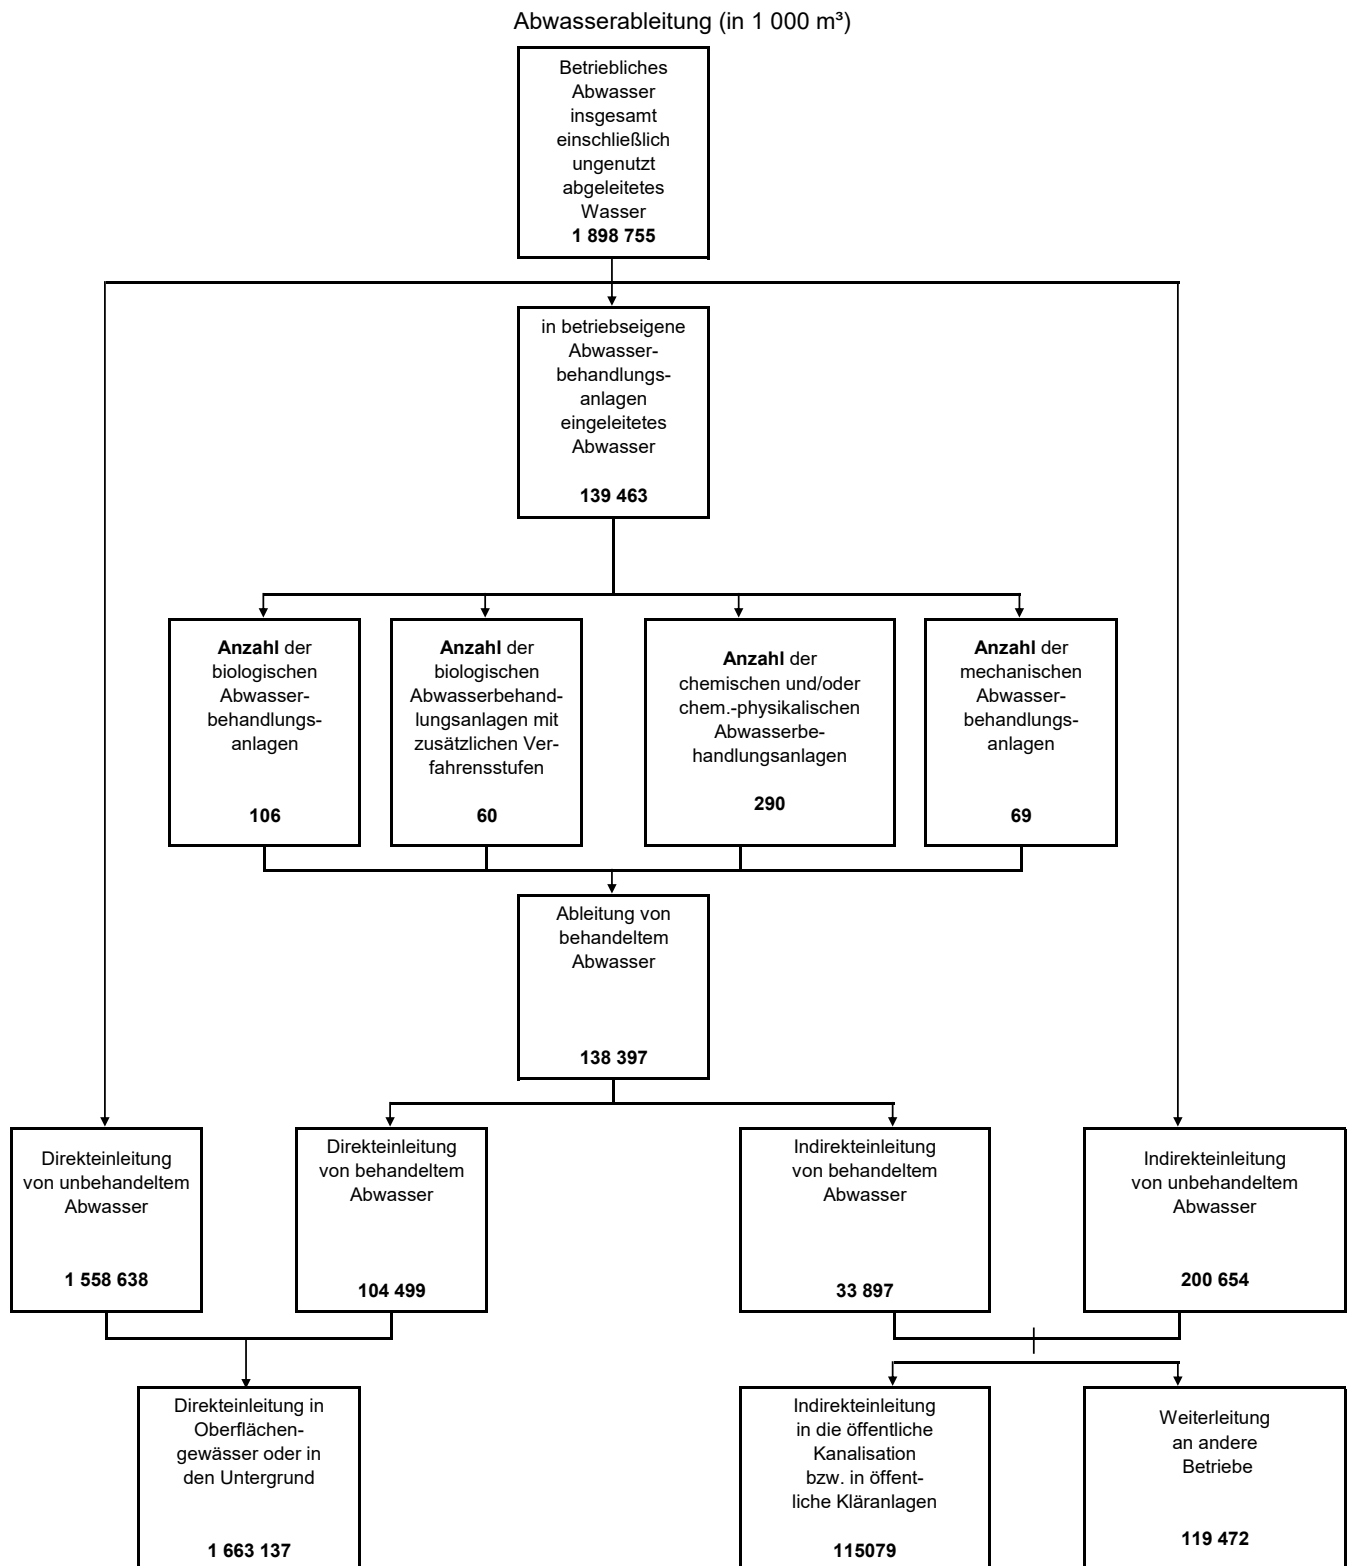 Abwasserableitung (in 1 000 m³)
Betriebliches
Abwasser
insgesamt
einschließlich
ungenutzt
abgeleitetes
Wasser
1 898 755
in betriebseigene
Abwasser-
behandlungs-
anlagen
eingeleitetes
Abwasser
139 463
Anzahl der
biologischen
Abwasser-
behandlungs-
anlagen
106
Anzahl der
biologischen
Abwasserbehand-
lungsanlagen mit
zusätzlichen Ver-
fahrensstufen
60
Anzahl der
chemischen und/oder
chem.-physikalischen
Abwasserbe-
handlungsanlagen
290
Anzahl der
mechanischen
Abwasser-
behandlungs-
anlagen
69
Ableitung von
behandeltem
Abwasser
138 397
Direkteinleitung
von unbehandeltem
Abwasser
1 558 638
Direkteinleitung
von behandeltem
Abwasser
104 499
Indirekteinleitung
von behandeltem
Abwasser
33 897
Indirekteinleitung
von unbehandeltem
Abwasser
200 654
Direkteinleitung in
Oberflächen-
gewässer oder in
den Untergrund
1 663 137
Indirekteinleitung
in die öffentliche
Kanalisation
bzw. in öffent-
liche Kläranlagen
115079
Weiterleitung
an andere
Betriebe
119 472